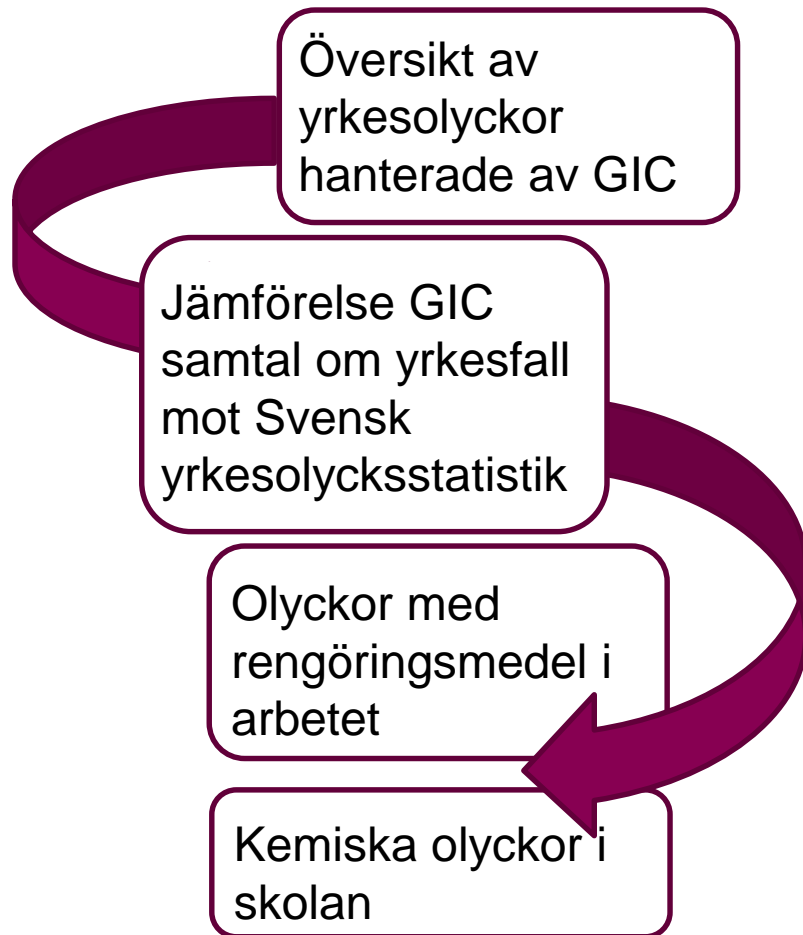 Översikt av
yrkesolyckor
hanterade av GIC
Jämförelse GIC
samtal om yrkesfall
mot Svensk
yrkesolycksstatistik
Olyckor med
rengöringsmedel i
arbetet
Kemiska olyckor i
skolan